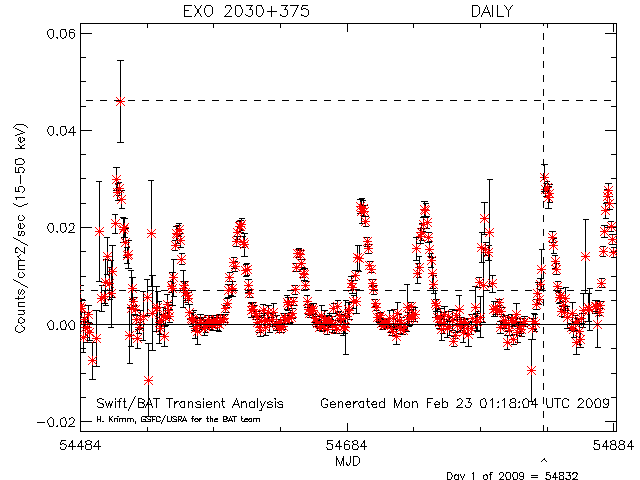 EXO 2030+375 DAILY
0.06
0.04
0.02
0.00
-0.02
Counts/cm2/sec (15-50 keV)
Swift/BAT Transient Analysis Generated Mon Feb 23 01:18:04 UTC 2009
H. Krimm, GSFC/USRA for the BAT team
54484 54684 54884
MJD
Day 1 of 2009 = 54832